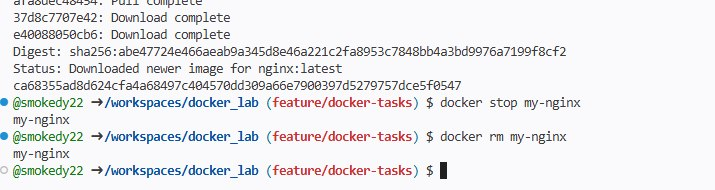 afa8dec48454: Pull complete
37d8c7707e42: Download complete
e40088050cb6: Download complete
Digest: sha256:abe47724e466aeab9a345d8e46a221c2fa8953c7848bb4a3bd9976a7199f8cf2
Status: Downloaded newer image for nginx:latest
ca68355ad8d624cfa4a68497c404570dd309a66e7900397d5279757dce5f0547
@smokedy22 ➜/workspaces/docker_lab (feature/docker-tasks) $ docker stop my-nginx
my-nginx
@smokedy22 ➜/workspaces/docker_lab (feature/docker-tasks) $ docker rm my-nginx
my-nginx
@smokedy22 ➜/workspaces/docker_lab (feature/docker-tasks) $